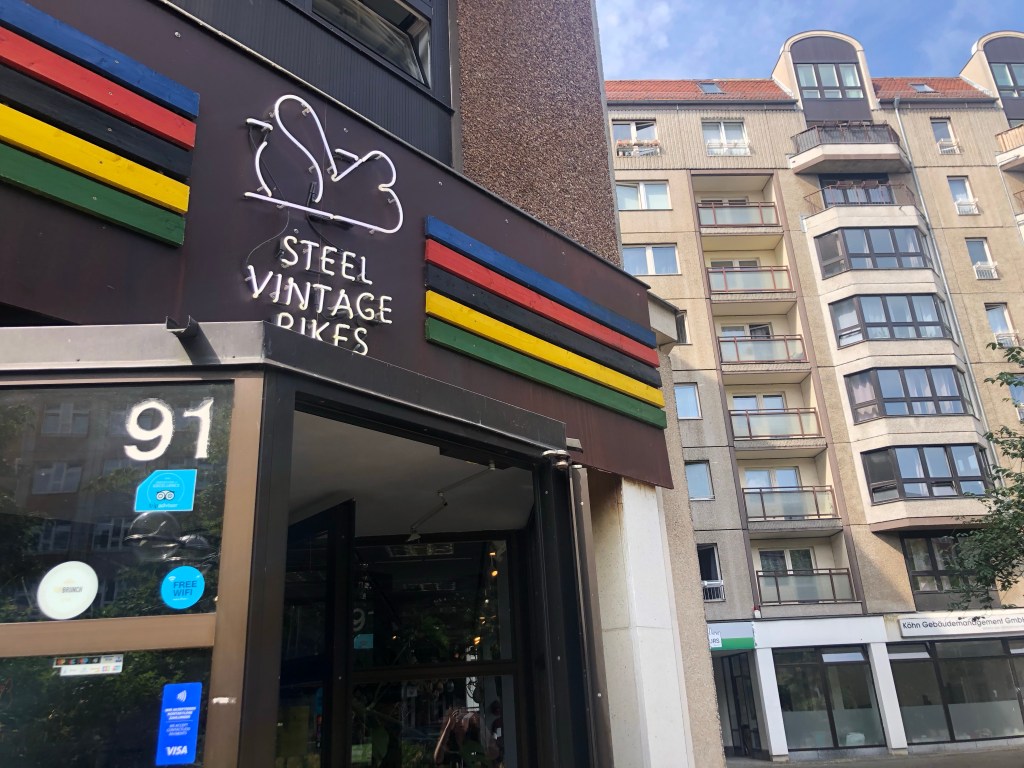 STEEL
VINTAGE
BIKES
91
FREE
WIFI
VISA
Köhn Gebäudemanagement GmbH